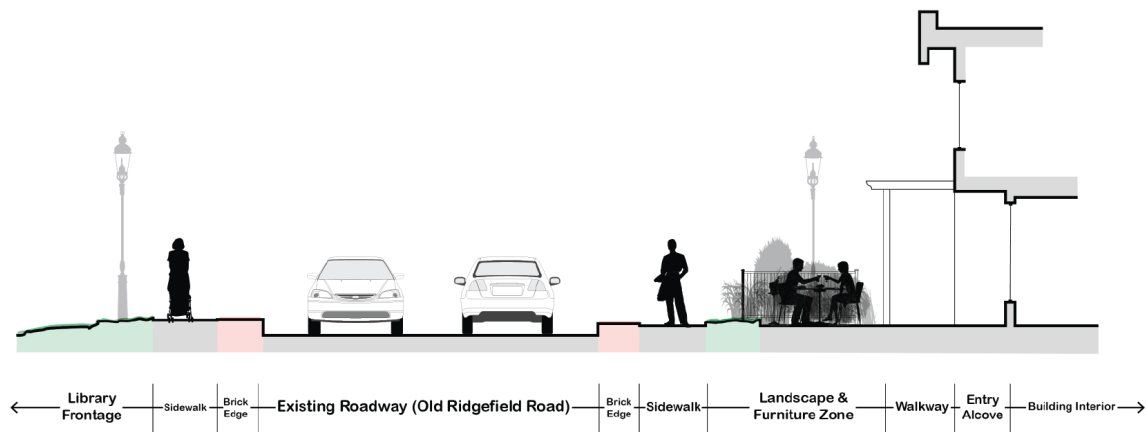 Library
Frontage
Sidewalk
Brick
Edge
Existing Roadway (Old Ridgefield Road)
Brick
Edge
Sidewalk
Landscape &
Furniture Zone
Walkway
Entry
Alcove
Building Interior